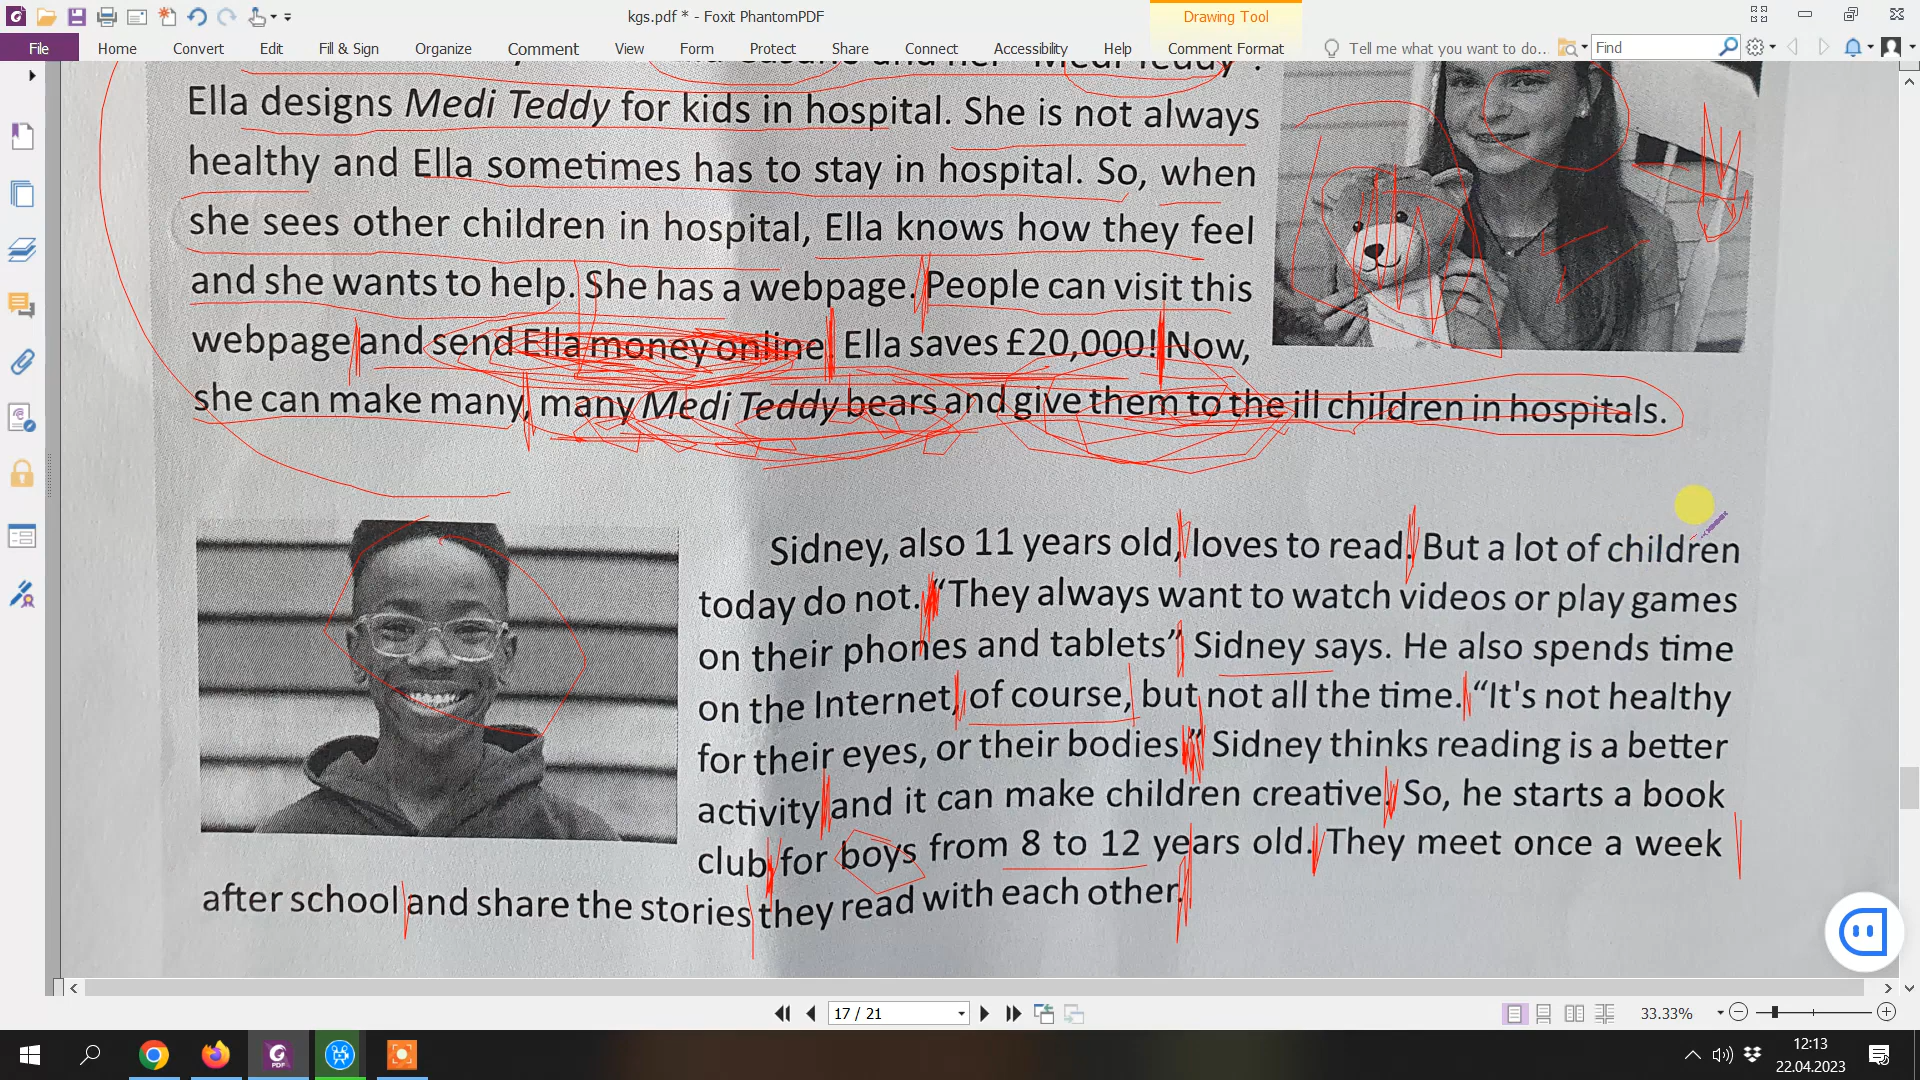 kgs.pdf * - Foxit PhantomPDF
Drawing Tool
File Home Convert Edit Fill & Sign Organize Comment View Form Protect Share Connect Accessibility Help Comment Format Tell me what you want to do... Find
and her "Medi Teddy".
Ella designs Medi Teddy for kids in hospital. She is not always
healthy and Ella sometimes has to stay in hospital. So, when
she sees other children in hospital, Ella knows how they feel
and she wants to help. She has a webpage. People can visit this
webpage and send Ella money online. Ella saves £20,000! Now,
she can make many, many Medi Teddy bears and give them to the ill children in hospitals.
Sidney, also 11 years old, loves to read. But a lot of children
today do not. "They always want to watch videos or play games
on their phones and tablets" Sidney says. He also spends time
on the Internet, of course, but not all the time. "It's not healthy
for their eyes, or their bodies." Sidney thinks reading is a better
activity and it can make children creative. So, he starts a book
club for boys from 8 to 12 years old. They meet once a week
after school and share the stories they read with each other.
17 / 21
33.33%
PDF
12:13
22.04.2023